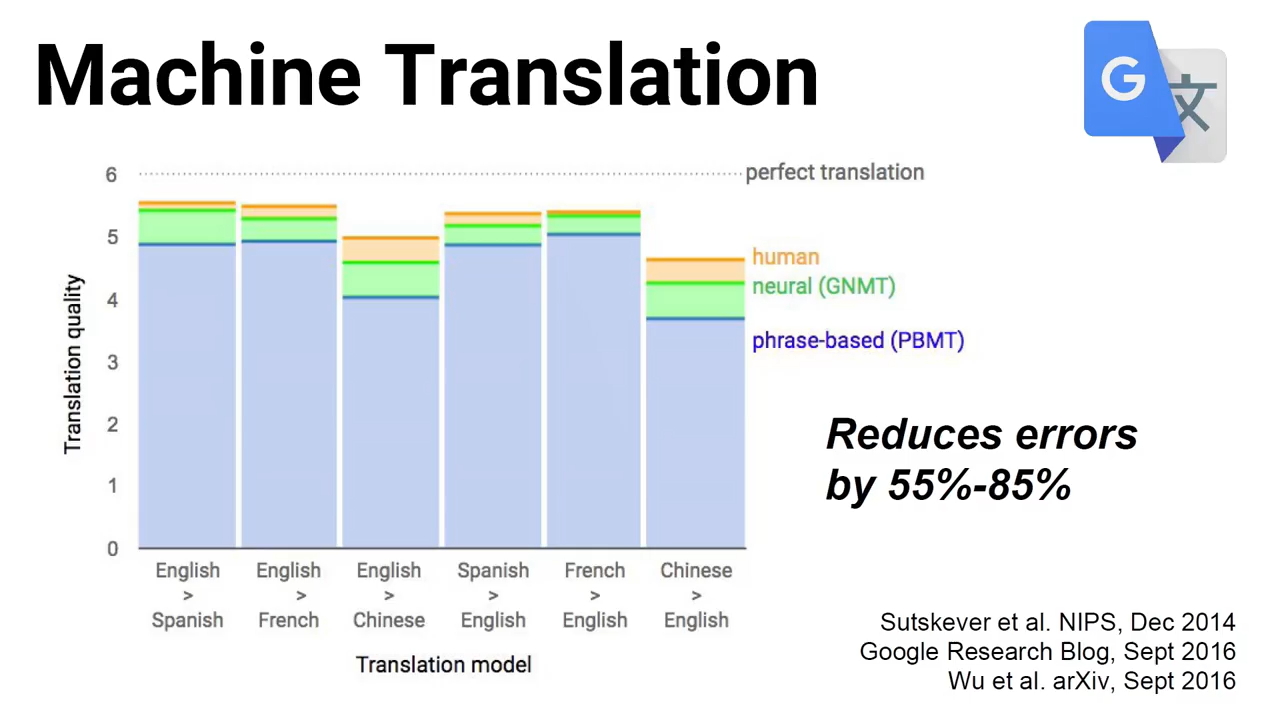 Machine Translation
G 文
6
5
4
3
2
1
0
Translation quality
perfect translation
human
neural (GNMT)
phrase-based (PBMT)
English
>
Spanish
English
>
French
English
>
Chinese
Spanish
>
English
French
>
English
Chinese
>
English
Translation model
Reduces errors
by 55%-85%
Sutskever et al. NIPS, Dec 2014
Google Research Blog, Sept 2016
Wu et al. arXiv, Sept 2016